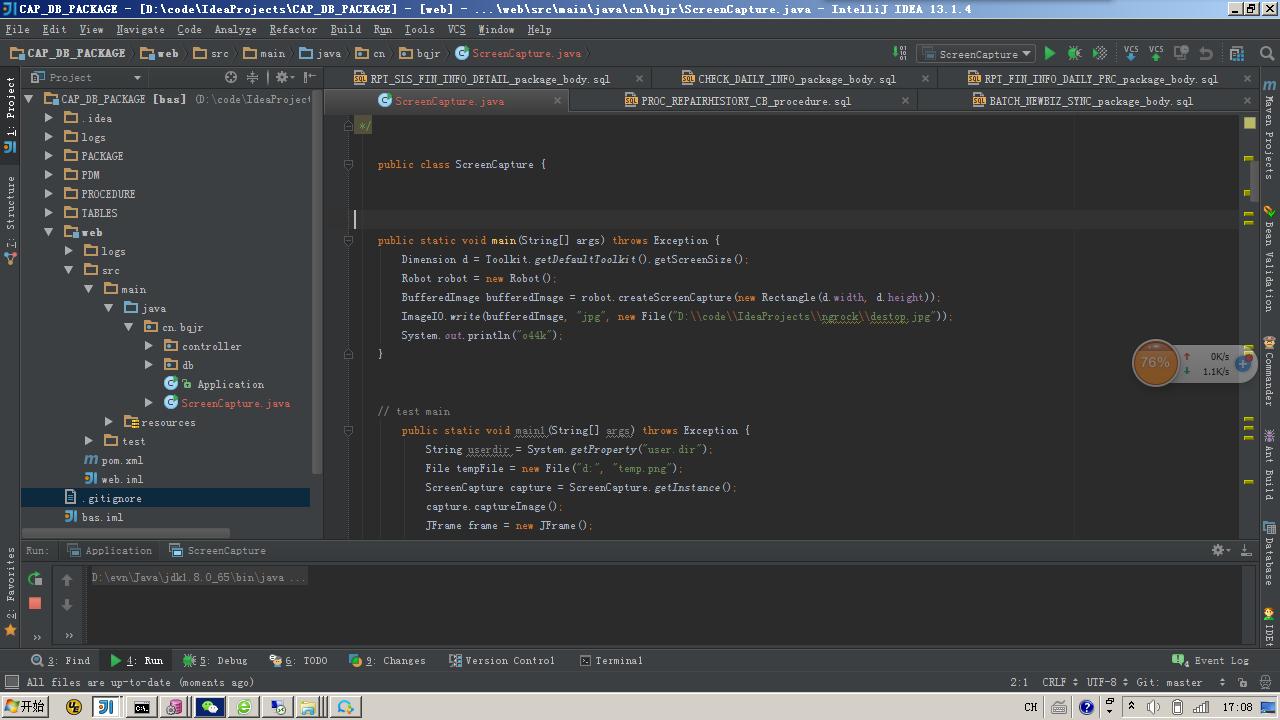 CAP_DB_PACKAGE - [D:\code\IdeaProjects\CAP_DB_PACKAGE] - [web] - ...\web\src\main\java\cn\bqjr\ScreenCapture.java - IntelliJ IDEA 13.1.4
File Edit View Navigate Code Analyze Refactor Build Run Tools VCS Window Help
CAP_DB_PACKAGE web src main java cn bqjr ScreenCapture.java
ScreenCapture
VCS VCS
Project
RPT_SLS_FIN_INFO_DETAIL_package_body.sql CHECK_DAILY_INFO_package_body.sql RPT_FIN_INFO_DAILY_PRC_package_body.sql
ScreenCapture.java PROC_REPAIRHISTORY_CB_procedure.sql BATCH_NEWBIZ_SYNC_package_body.sql
1: Project
7: Structure
2: Favorites
CAP_DB_PACKAGE [bas] (D:\code\IdeaProject
.idea
logs
PACKAGE
PDM
PROCEDURE
TABLES
web
logs
src
main
java
cn.bqjr
controller
db
Application
ScreenCapture.java
resources
test
pom.xml
web.iml
.gitignore
bas.iml
*/
public class ScreenCapture {
public static void main(String[] args) throws Exception {
Dimension d = Toolkit.getDefaultToolkit().getScreenSize();
Robot robot = new Robot();
BufferedImage bufferedImage = robot.createScreenCapture(new Rectangle(d.width, d.height));
ImageIO.write(bufferedImage, "jpg", new File("D:\\code\\IdeaProjects\\ngrock\\destop.jpg"));
System.out.println("o44k");
}
// test main
public static void main1(String[] args) throws Exception {
String userdir = System.getProperty("user.dir");
File tempFile = new File("d:", "temp.png");
ScreenCapture capture = ScreenCapture.getInstance();
capture.captureImage();
JFrame frame = new JFrame();
76%
0K/s
1.1K/s
Maven Projects
Bean Validation
Commander
Ant Build
Database
Run: Application ScreenCapture
D:\evn\Java\jdk1.8.0_65\bin\java ...
3: Find 4: Run 5: Debug 6: TODO 9: Changes Version Control Terminal Event Log
All files are up-to-date (moments ago) 2:1 CRLF UTF-8 Git: master
开始 CH 17:08